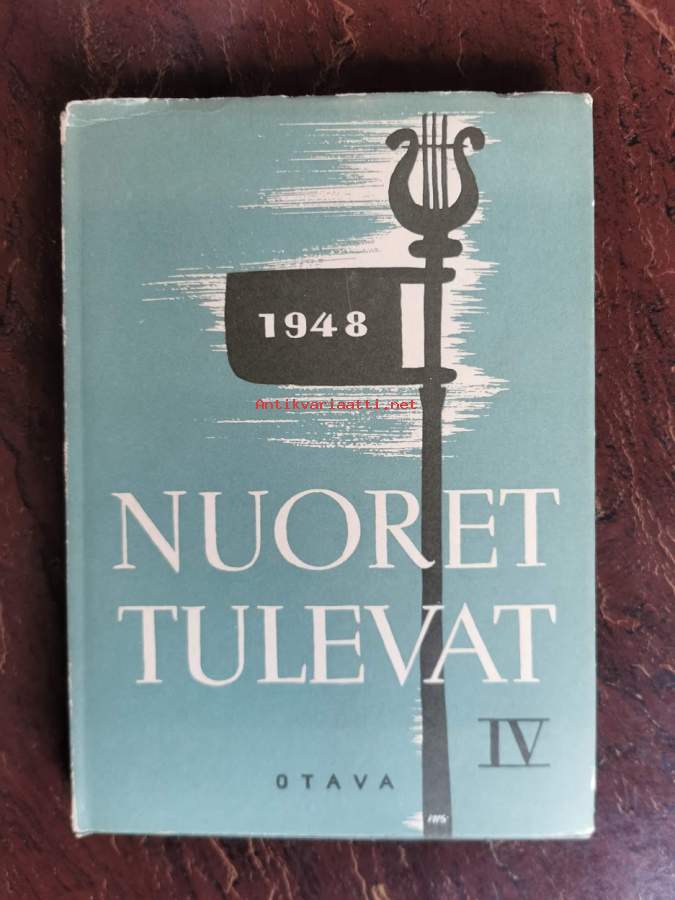 1948
Antikvariaatti.net
NUORET
TULEVAT
IV
OTAVA